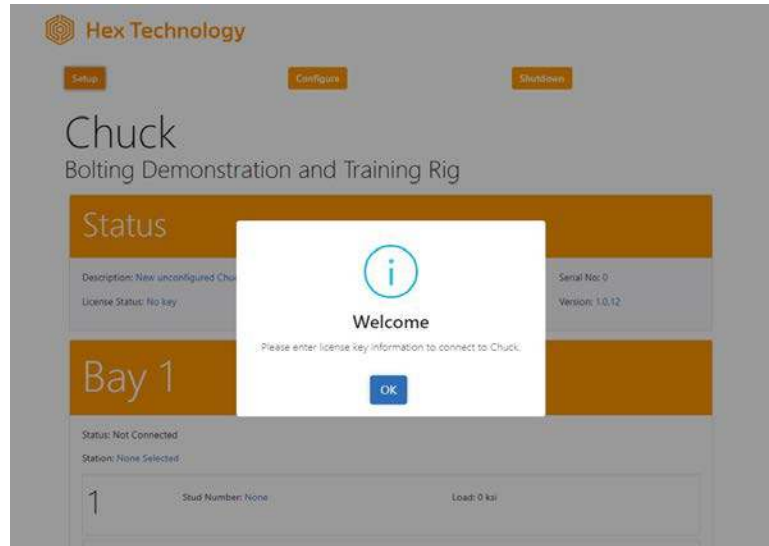 Hex Technology
Setup Configure Shutdown
Chuck
Bolting Demonstration and Training Rig
Status
Description: New unconfigured Serial No: 0
License Status: No key Version: 1.0.12
i
Welcome
Please enter license key information to connect to Chuck.
OK
Bay 1
Status: Not Connected
Station: None Selected
1 Stud Number: None Load: 0 ksi